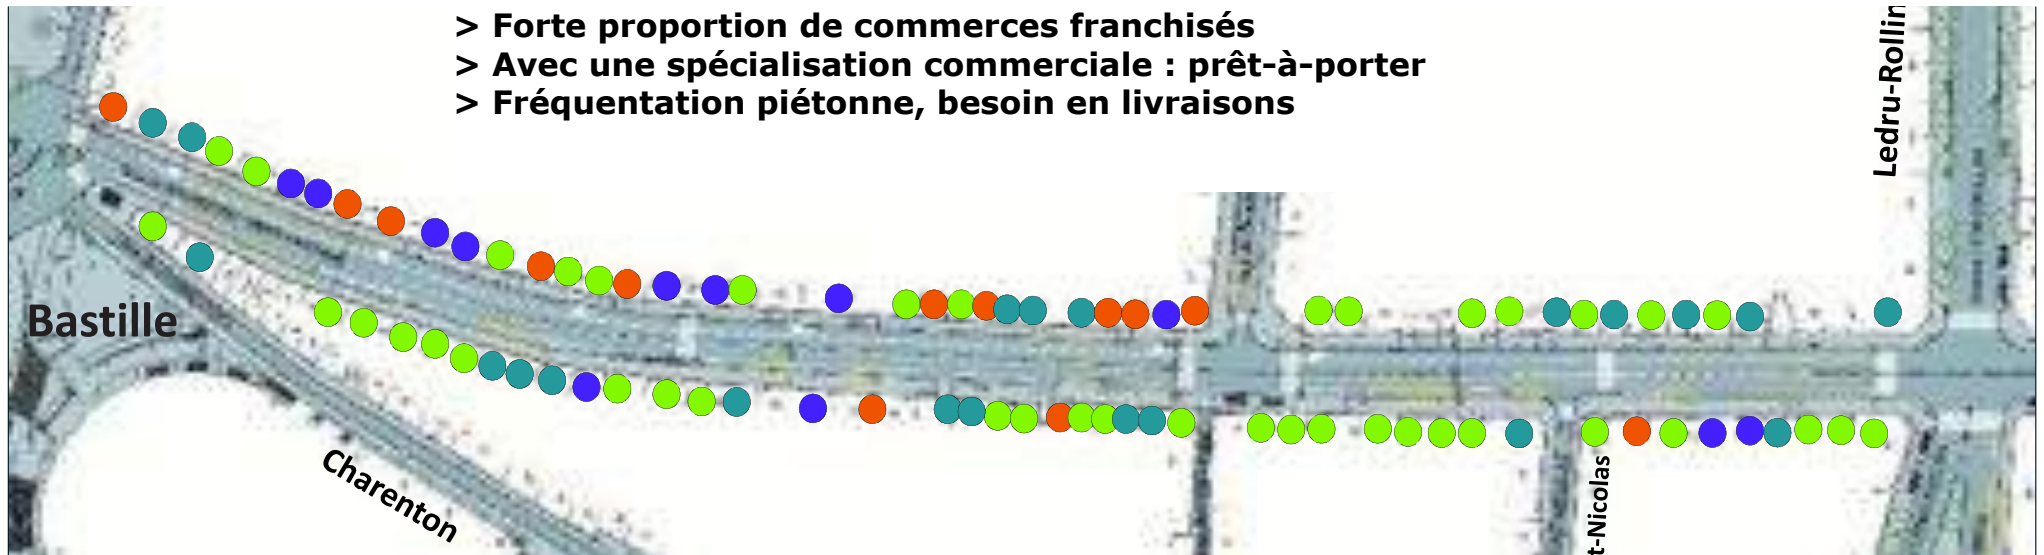 > Forte proportion de commerces franchisés
> Avec une spécialisation commerciale : prêt-à-porter
> Fréquentation piétonne, besoin en livraisons
Ledru-Rollin
Bastille
Charenton
t-Nicolas